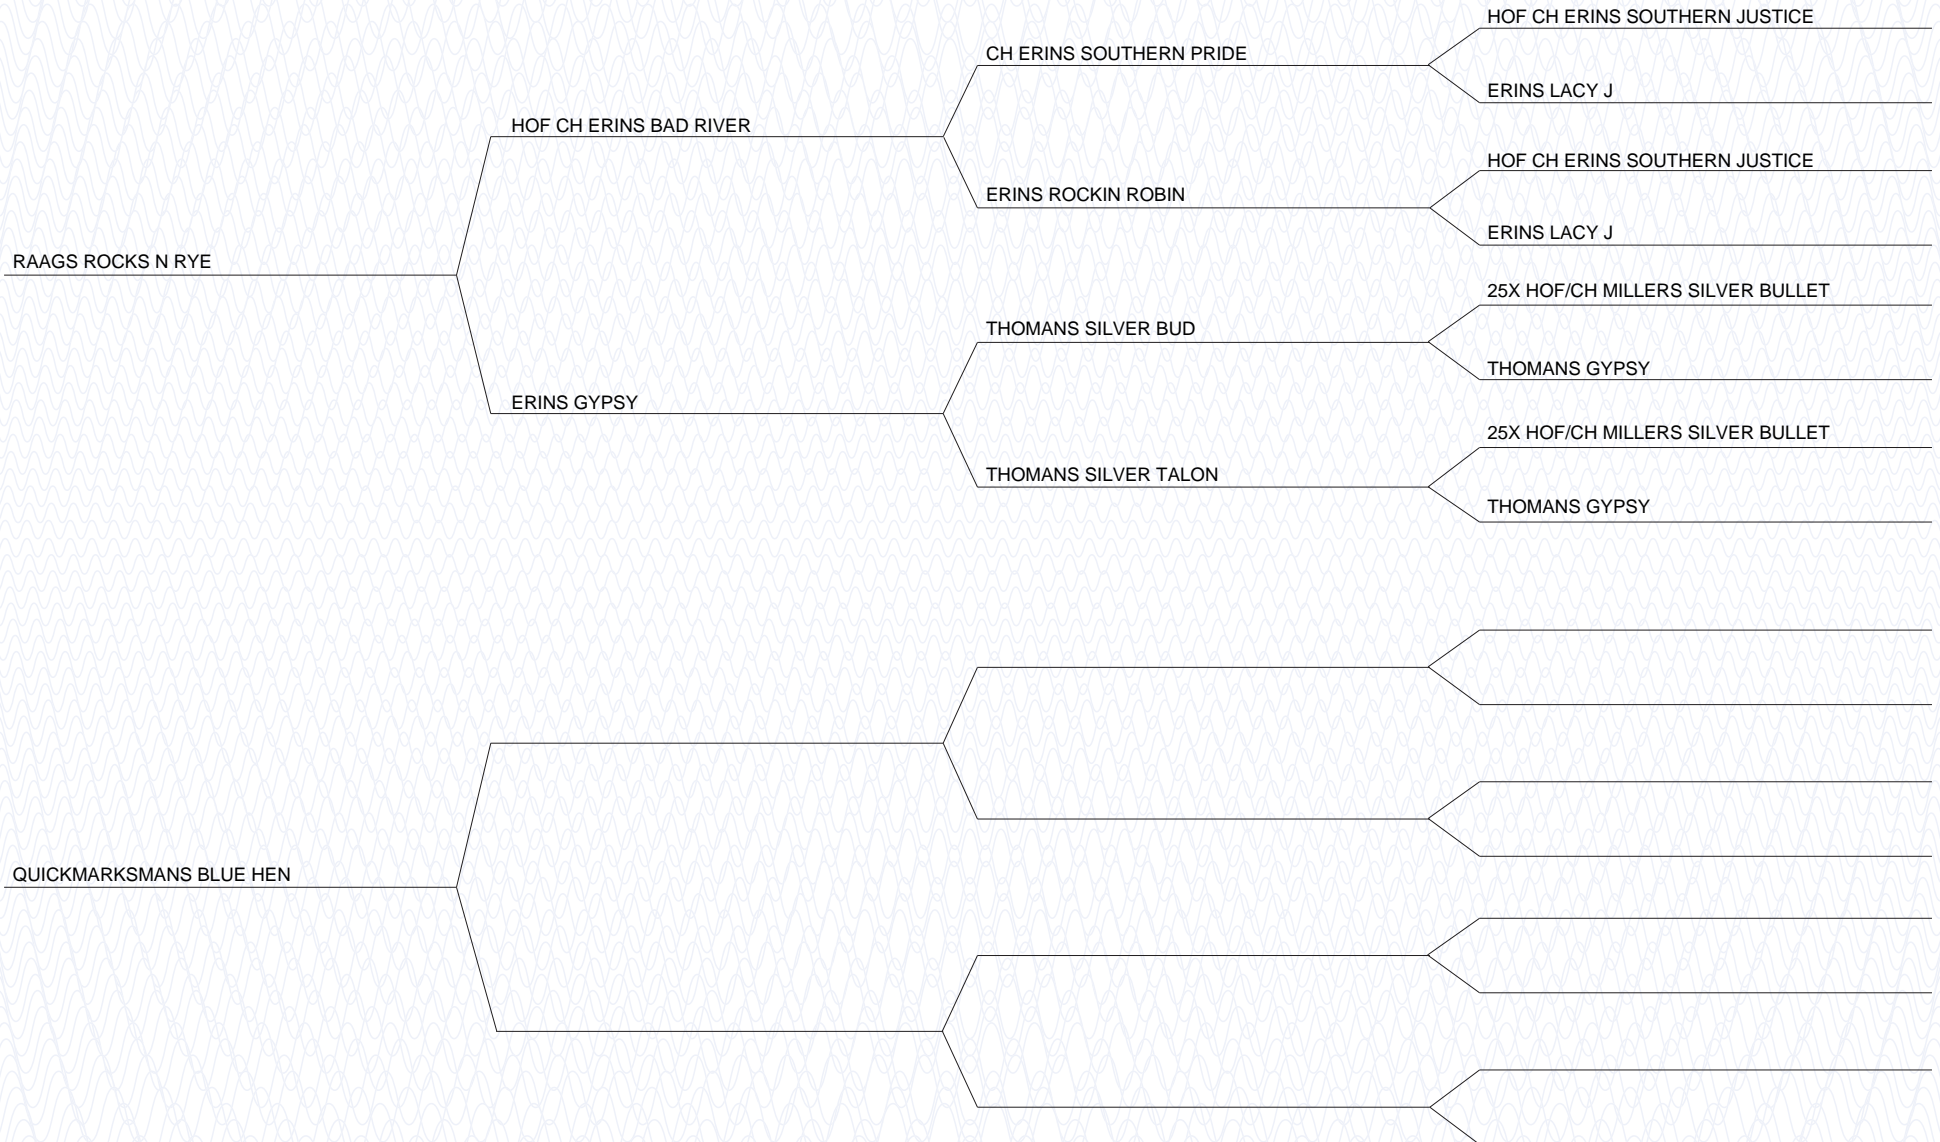 HOF CH ERINS SOUTHERN JUSTICE
CH ERINS SOUTHERN PRIDE
ERINS LACY J
HOF CH ERINS BAD RIVER
HOF CH ERINS SOUTHERN JUSTICE
ERINS ROCKIN ROBIN
ERINS LACY J
RAAGS ROCKS N RYE
25X HOF/CH MILLERS SILVER BULLET
THOMANS SILVER BUD
THOMANS GYPSY
ERINS GYPSY
25X HOF/CH MILLERS SILVER BULLET
THOMANS SILVER TALON
THOMANS GYPSY
QUICKMARKSMANS BLUE HEN